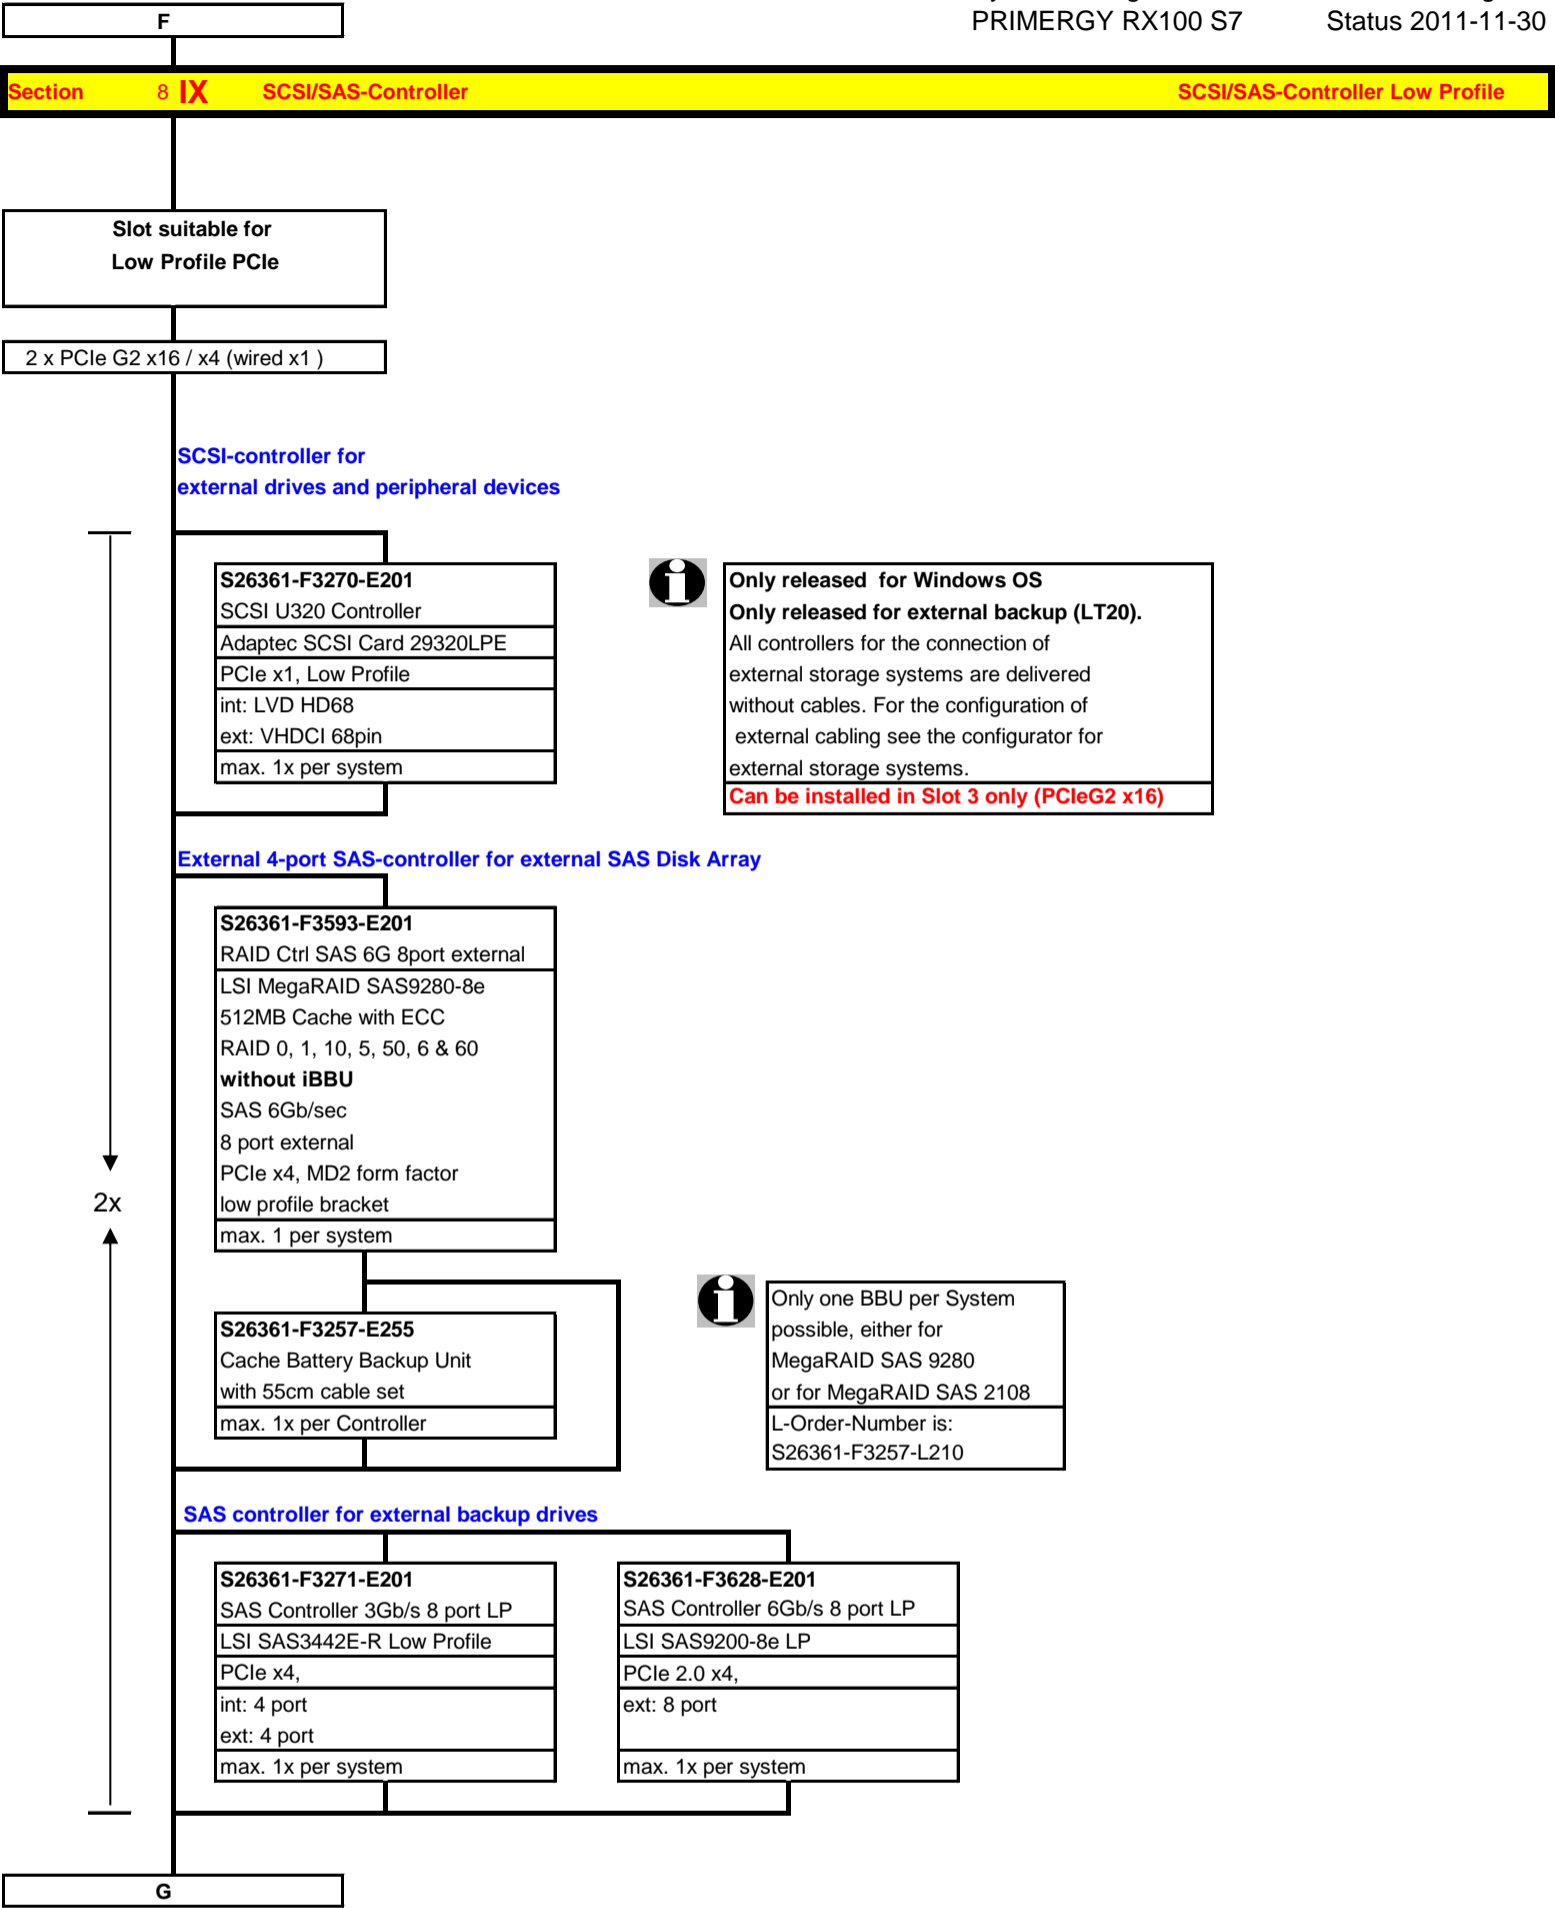 F
PRIMERGY RX100 S7 Status 2011-11-30
Section 8 IX SCSI/SAS-Controller SCSI/SAS-Controller Low Profile
Slot suitable for
Low Profile PCIe
2 x PCIe G2 x16 / x4 (wired x1 )
SCSI-controller for
external drives and peripheral devices
S26361-F3270-E201
SCSI U320 Controller
Adaptec SCSI Card 29320LPE
PCIe x1, Low Profile
int: LVD HD68
ext: VHDCI 68pin
max. 1x per system
Only released for Windows OS
Only released for external backup (LT20).
All controllers for the connection of
external storage systems are delivered
without cables. For the configuration of
external cabling see the configurator for
external storage systems.
Can be installed in Slot 3 only (PCIeG2 x16)
External 4-port SAS-controller for external SAS Disk Array
S26361-F3593-E201
RAID Ctrl SAS 6G 8port external
LSI MegaRAID SAS9280-8e
512MB Cache with ECC
RAID 0, 1, 10, 5, 50, 6 & 60
without iBBU
SAS 6Gb/sec
8 port external
PCIe x4, MD2 form factor
low profile bracket
max. 1 per system
2x
S26361-F3257-E255
Cache Battery Backup Unit
with 55cm cable set
max. 1x per Controller
Only one BBU per System
possible, either for
MegaRAID SAS 9280
or for MegaRAID SAS 2108
L-Order-Number is:
S26361-F3257-L210
SAS controller for external backup drives
S26361-F3271-E201
SAS Controller 3Gb/s 8 port LP
LSI SAS3442E-R Low Profile
PCIe x4,
int: 4 port
ext: 4 port
max. 1x per system
S26361-F3628-E201
SAS Controller 6Gb/s 8 port LP
LSI SAS9200-8e LP
PCIe 2.0 x4,
ext: 8 port
max. 1x per system
G